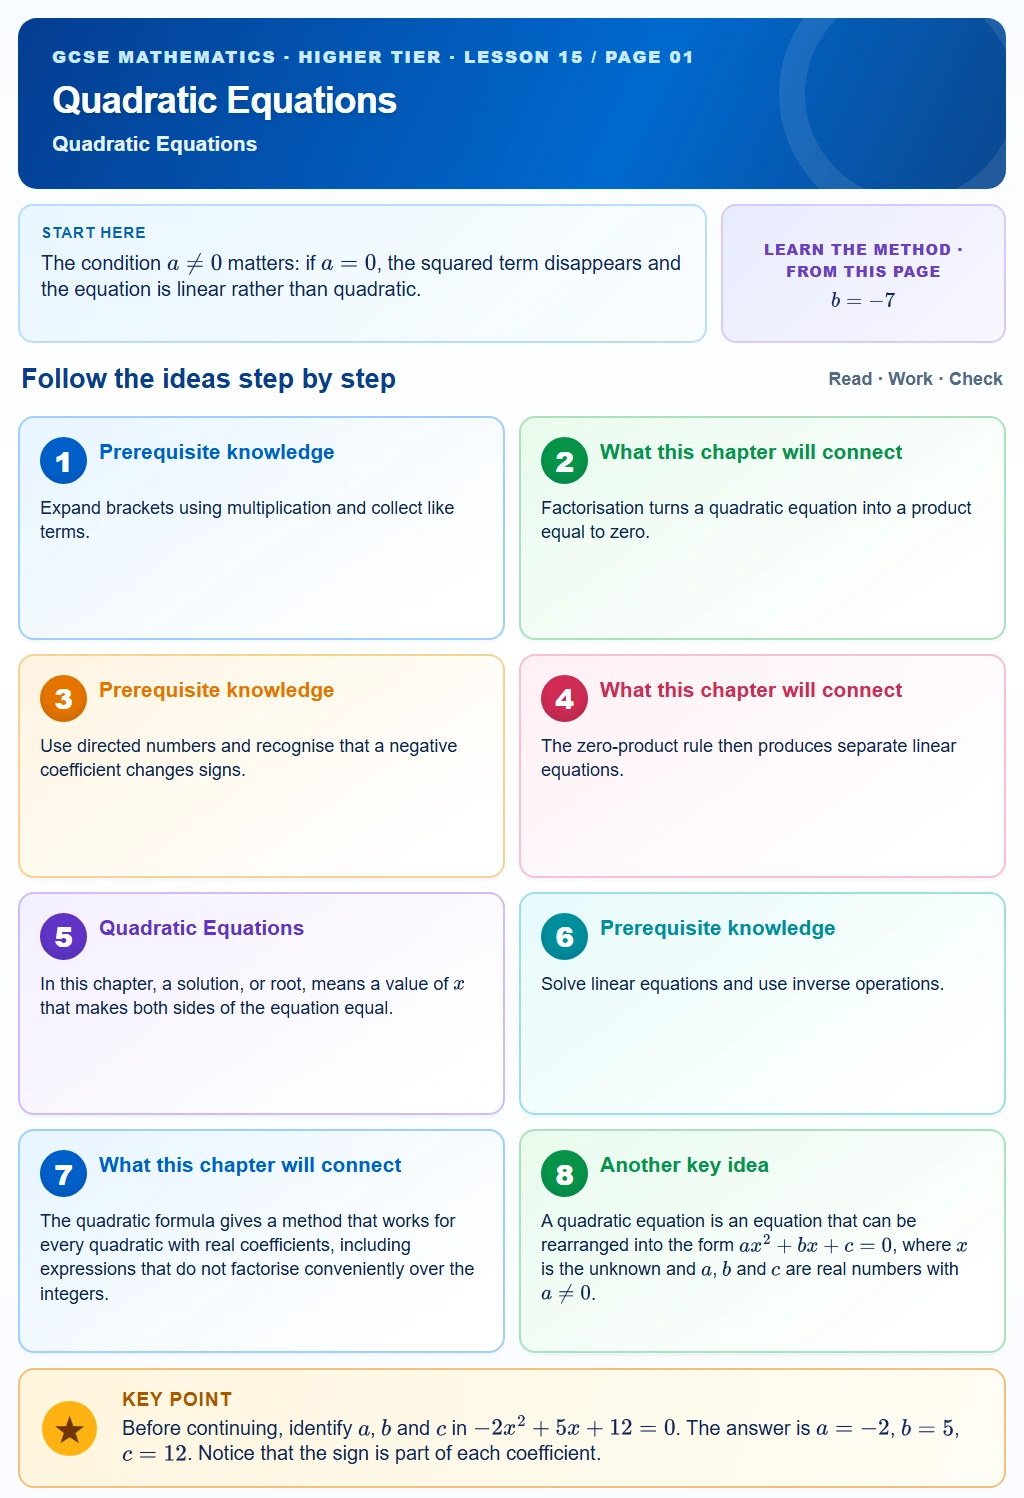 GCSE MATHEMATICS · HIGHER TIER · LESSON 15 / PAGE 01
Quadratic Equations
Quadratic Equations
START HERE
The condition a ≠ 0 matters: if a = 0, the squared term disappears and
the equation is linear rather than quadratic.
LEARN THE METHOD ·
FROM THIS PAGE
b = −7
Follow the ideas step by step
Read · Work · Check
1 Prerequisite knowledge
Expand brackets using multiplication and collect like
terms.
2 What this chapter will connect
Factorisation turns a quadratic equation into a product
equal to zero.
3 Prerequisite knowledge
Use directed numbers and recognise that a negative
coefficient changes signs.
4 What this chapter will connect
The zero-product rule then produces separate linear
equations.
5 Quadratic Equations
In this chapter, a solution, or root, means a value of x
that makes both sides of the equation equal.
6 Prerequisite knowledge
Solve linear equations and use inverse operations.
7 What this chapter will connect
The quadratic formula gives a method that works for
every quadratic with real coefficients, including
expressions that do not factorise conveniently over the
integers.
8 Another key idea
A quadratic equation is an equation that can be
rearranged into the form ax² + bx + c = 0, where x
is the unknown and a, b and c are real numbers with
a ≠ 0.
KEY POINT
Before continuing, identify a, b and c in −2x² + 5x + 12 = 0. The answer is a = −2, b = 5,
c = 12. Notice that the sign is part of each coefficient.